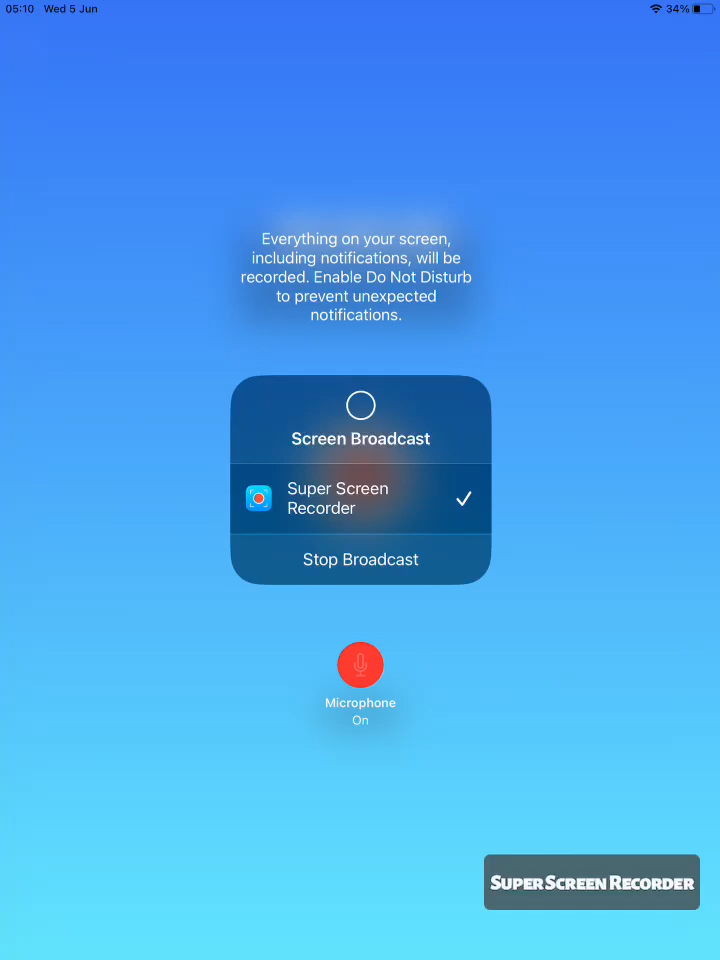 05:10 Wed 5 Jun 34%
Everything on your screen,
including notifications, will be
recorded. Enable Do Not Disturb
to prevent unexpected
notifications.
Screen Broadcast
Super Screen
Recorder
Stop Broadcast
Microphone
On
SUPER SCREEN RECORDER